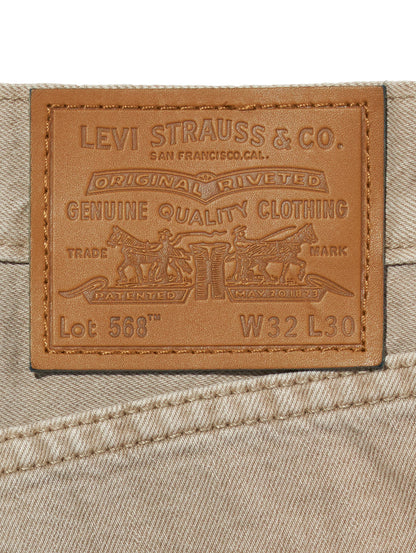 LEVI STRAUSS & CO.
SAN FRANCISCO, CAL.
ORIGINAL RIVETED
GENUINE QUALITY CLOTHING
TRADE MARK
PATENTED MAY 20 1873
Lot 568™ W32 L30